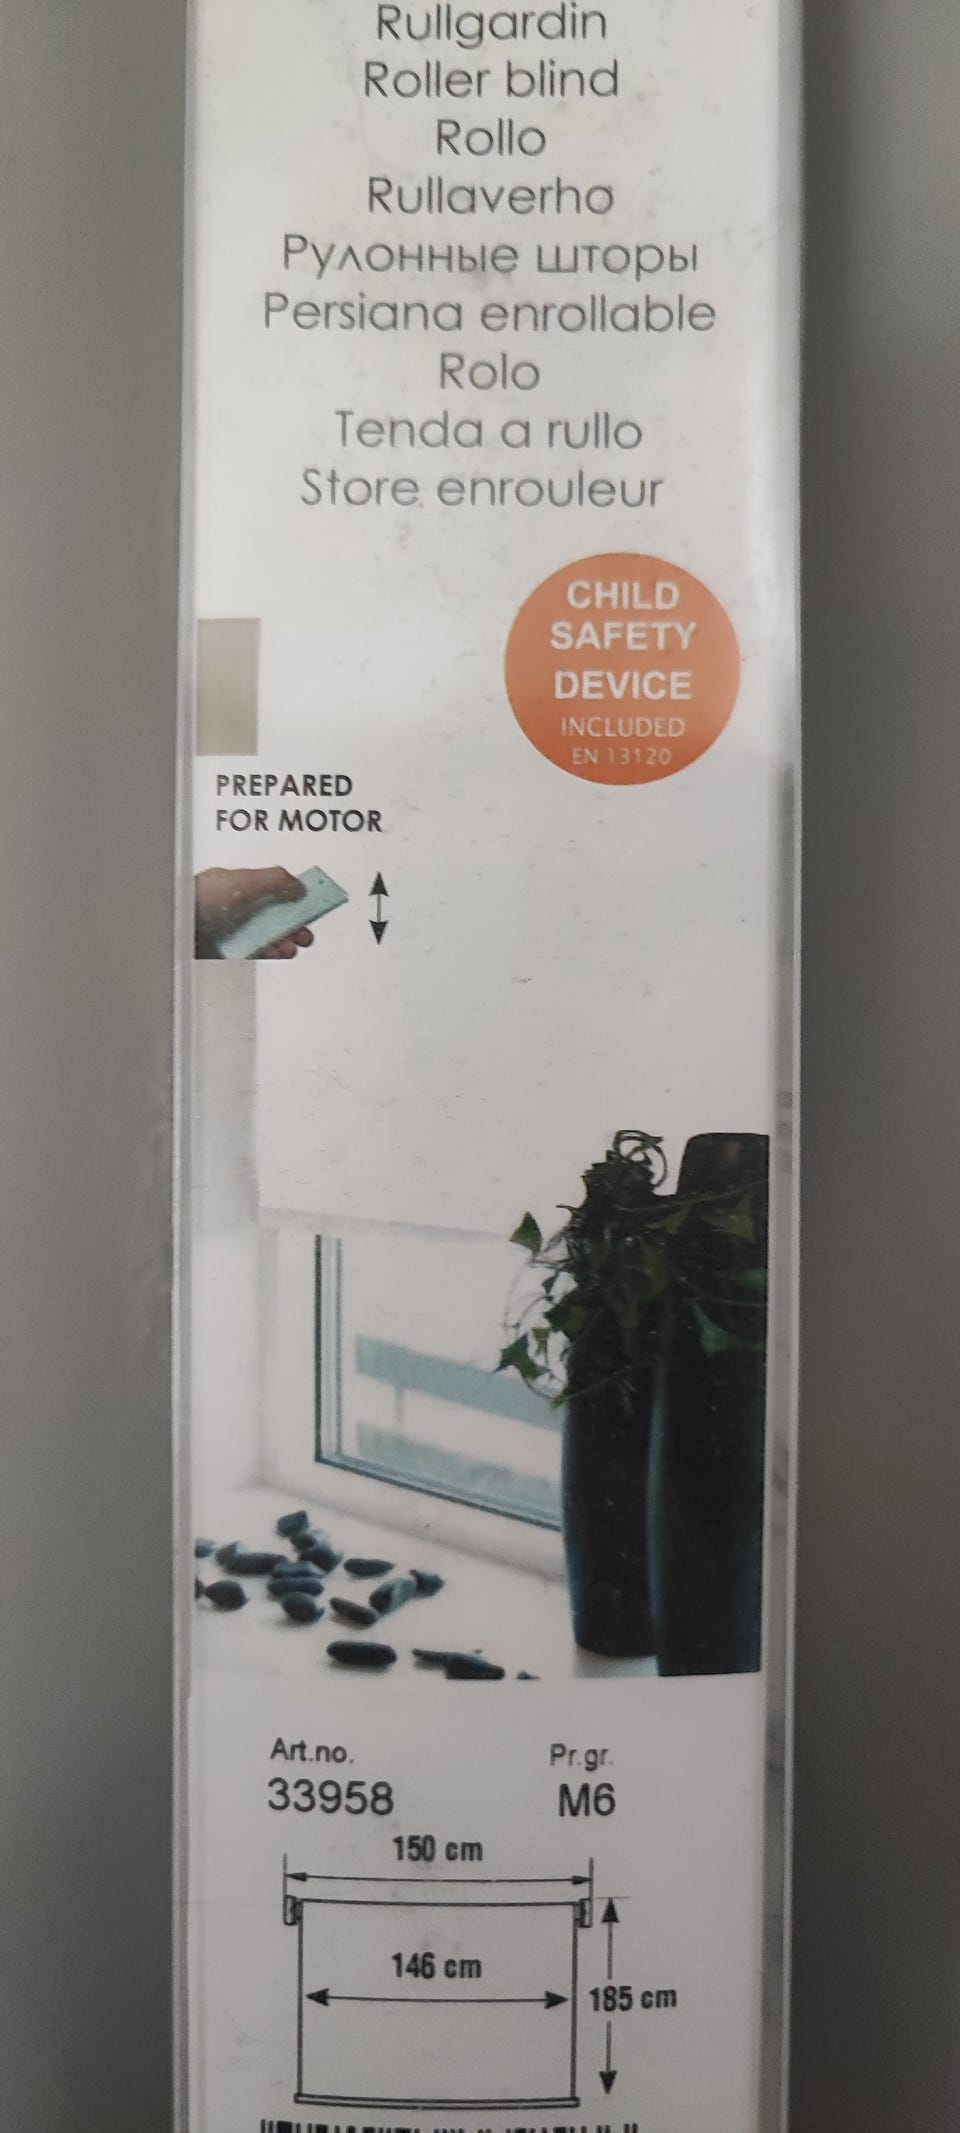 Rullgardin
Roller blind
Rollo
Rullaverho
Рулонные шторы
Persiana enrollable
Rolo
Tenda a rullo
Store enrouleur
CHILD
SAFETY
DEVICE
INCLUDED
EN 13120
PREPARED
FOR MOTOR
Art.no. Pr.gr.
33958 M6
150 cm
146 cm
185 cm